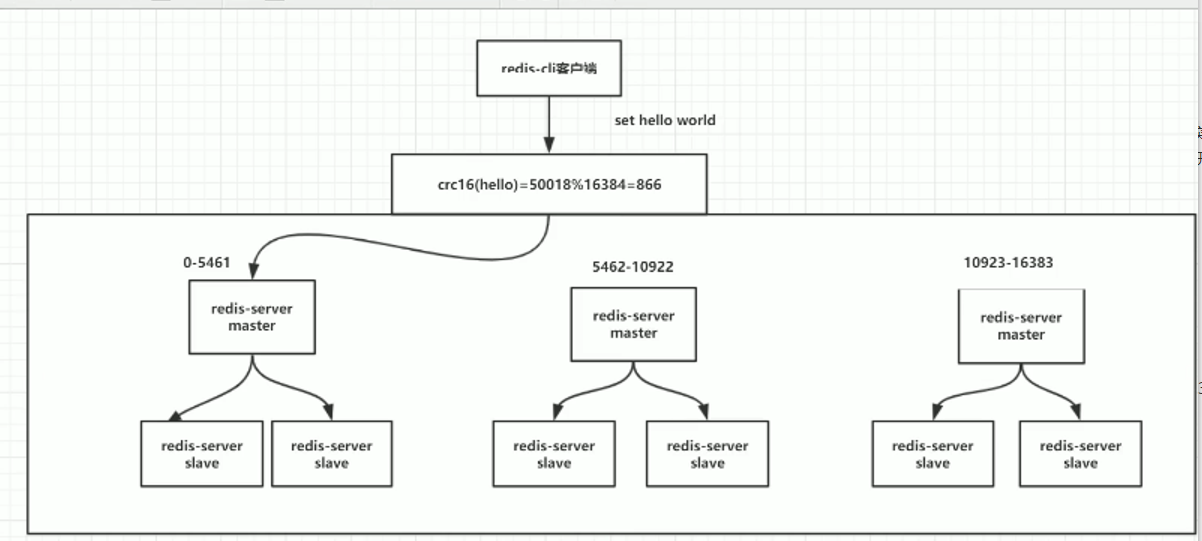 redis-cli客户端
set hello world
crc16(hello)=50018%16384=866
0-5461
5462-10922
10923-16383
redis-server
master
redis-server
master
redis-server
master
redis-server
slave
redis-server
slave
redis-server
slave
redis-server
slave
redis-server
slave
redis-server
slave